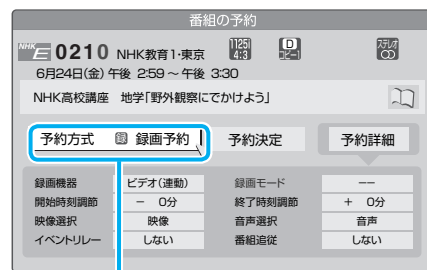 番組の予約
NHK E 0210 NHK教育1・東京 1125i 4:3 D コピー1 ステレオ
6月24日(金) 午後 2:59 ～ 午後 3:30
NHK高校講座 地学「野外観察にでかけよう」
予約方式 録画予約 予約決定 予約詳細
録画機器 ビデオ(連動) 録画モード －－
開始時刻調節 － 0分 終了時刻調節 ＋ 0分
映像選択 映像 音声選択 音声
イベントリレー しない 番組追従 しない